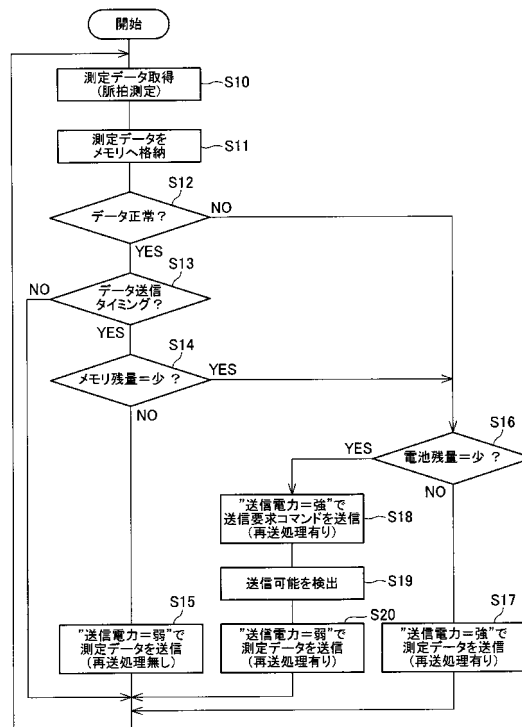 開始
測定データ取得
(脈拍測定)
S10
測定データを
メモリへ格納
S11
S12
データ正常?
NO
YES
S13
NO
データ送信
タイミング?
YES
S14
メモリ残量=少 ?
YES
NO
S16
YES
電池残量=少 ?
NO
"送信電力=強"で
送信要求コマンドを送信
(再送処理有り)
S18
送信可能を検出
S19
S15
"送信電力=弱"で
測定データを送信
(再送処理無し)
S20
"送信電力=弱"で
測定データを送信
(再送処理有り)
S17
"送信電力=強"で
測定データを送信
(再送処理有り)